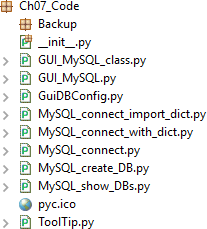 Ch07_Code
Backup
__init__.py
GUI_MySQL_class.py
GUI_MySQL.py
GuiDBConfig.py
MySQL_connect_import_dict.py
MySQL_connect_with_dict.py
MySQL_connect.py
MySQL_create_DB.py
MySQL_show_DBs.py
pyc.ico
ToolTip.py